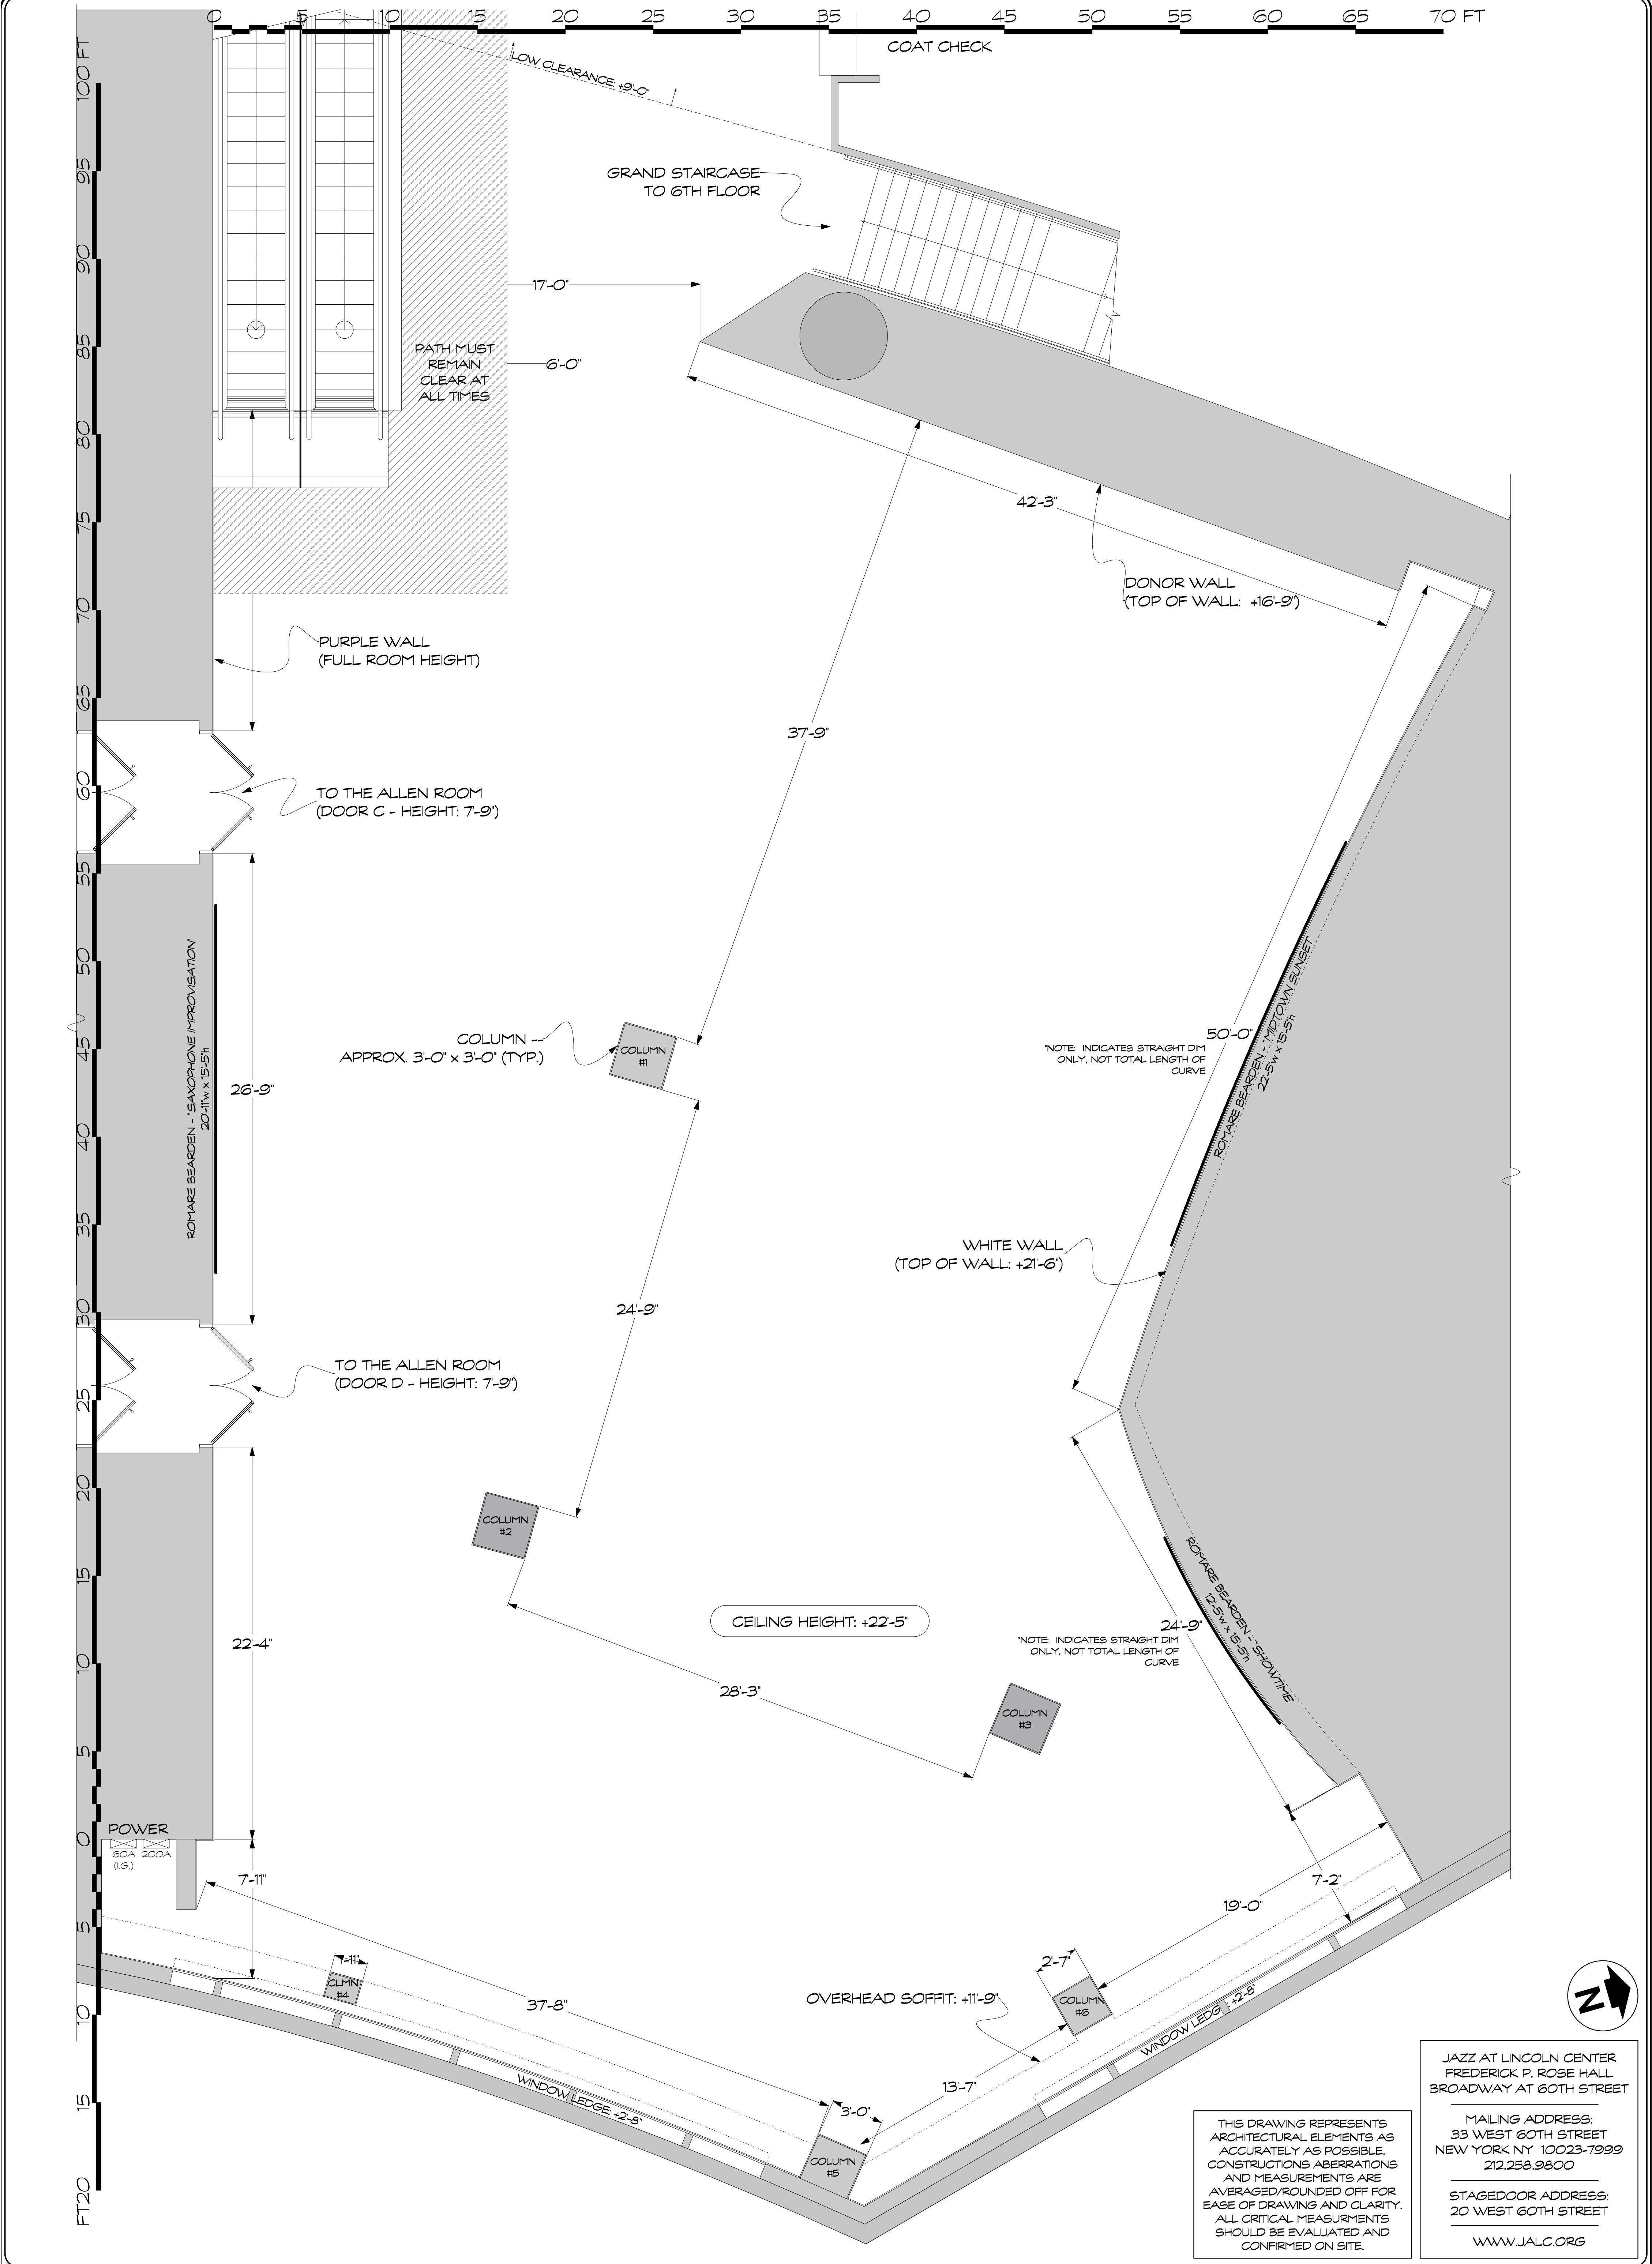 0 5 10 15 20 25 30 35 40 45 50 55 60 65 70 FT
COAT CHECK
LOW CLEARANCE: +9'-0"
100 FT
95
90
85
80
75
70
65
60
55
50
45
40
35
30
25
20
15
10
5
0
5
10
15
FT20
GRAND STAIRCASE
TO 6TH FLOOR
17'-0"
PATH MUST
REMAIN
CLEAR AT
ALL TIMES
6'-0"
42'-3"
DONOR WALL
(TOP OF WALL: +16'-9")
PURPLE WALL
(FULL ROOM HEIGHT)
37'-9"
TO THE ALLEN ROOM
(DOOR C - HEIGHT: 7'-9")
ROMARE BEARDEN - "SAXOPHONE IMPROVISATION"
20'-11"w x 15'-5"h
26'-9"
COLUMN --
APPROX. 3'-0" x 3'-0" (TYP.)
COLUMN
#1
50'-0"
*NOTE: INDICATES STRAIGHT DIM
ONLY, NOT TOTAL LENGTH OF
CURVE
ROMARE BEARDEN - "MIDTOWN SUNSET"
22'-5"w x 15'-5"h
WHITE WALL
(TOP OF WALL: +21'-6")
24'-9"
TO THE ALLEN ROOM
(DOOR D - HEIGHT: 7'-9")
COLUMN
#2
CEILING HEIGHT: +22'-5"
22'-4"
28'-3"
COLUMN
#3
24'-9"
*NOTE: INDICATES STRAIGHT DIM
ONLY, NOT TOTAL LENGTH OF
CURVE
ROMARE BEARDEN - "SHOWTIME"
12'-5"w x 15'-5"h
POWER
60A
(I.G.)
200A
7'-11"
7'-2"
19'-0"
2'-7"
1'-11"
CLMN
#4
37'-8"
OVERHEAD SOFFIT: +11'-9"
COLUMN
#6
WINDOW LEDGE: +2'-8"
13'-7"
3'-0"
WINDOW LEDGE: +2'-8"
COLUMN
#5
N
THIS DRAWING REPRESENTS
ARCHITECTURAL ELEMENTS AS
ACCURATELY AS POSSIBLE.
CONSTRUCTIONS ABERRATIONS
AND MEASUREMENTS ARE
AVERAGED/ROUNDED OFF FOR
EASE OF DRAWING AND CLARITY.
ALL CRITICAL MEASURMENTS
SHOULD BE EVALUATED AND
CONFIRMED ON SITE.
JAZZ AT LINCOLN CENTER
FREDERICK P. ROSE HALL
BROADWAY AT 60TH STREET
MAILING ADDRESS:
33 WEST 60TH STREET
NEW YORK NY 10023-7999
212.258.9800
STAGEDOOR ADDRESS:
20 WEST 60TH STREET
WWW.JALC.ORG